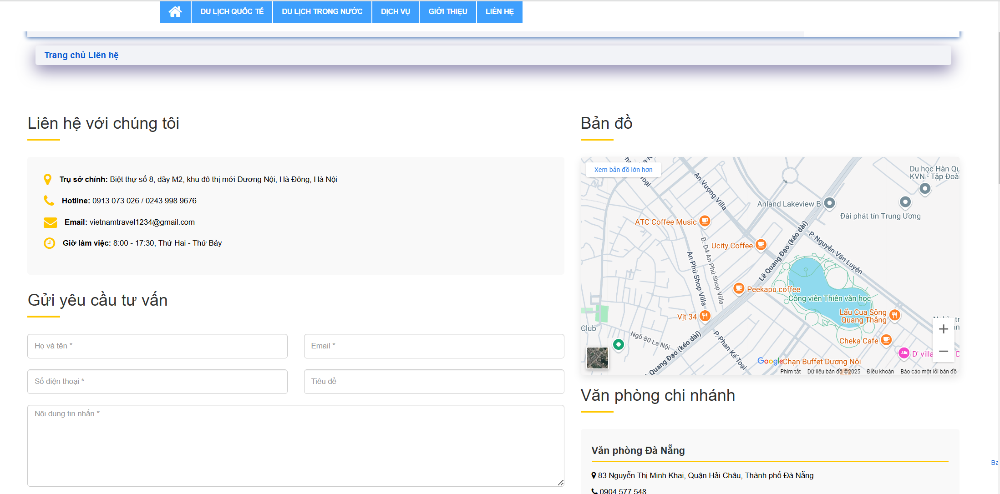 DU LỊCH QUỐC TẾ
DU LỊCH TRONG NƯỚC
DỊCH VỤ
GIỚI THIỆU
LIÊN HỆ
Trang chủ Liên hệ
Liên hệ với chúng tôi
Trụ sở chính: Biệt thự số 8, dãy M2, khu đô thị mới Dương Nội, Hà Đông, Hà Nội
Hotline: 0913 073 026 / 0243 998 9676
Email: vietnamtravel1234@gmail.com
Giờ làm việc: 8:00 - 17:30, Thứ Hai - Thứ Bảy
Gửi yêu cầu tư vấn
Họ và tên *
Email *
Số điện thoại *
Tiêu đề
Nội dung tin nhắn *
Bản đồ
Xem bản đồ lớn hơn
Du học Hàn Qu
KVN - Tập Đoà
An Vượng Villa
Anland Lakeview B
Đài phát tín Trung Ương
ATC Coffee Music
Ucity Coffee
Đ. D4 An Phú Shop Villa
An Phú Shop Villa
Lê Quang Đạo (kéo dài)
P. Nguyễn Văn Luyện
Peekapu coffee
Công viên Thiên văn học
Vịt 34
Lẩu Cua Sông
Quang Thắng
Club
Ngõ 80 La Nội
Quang Đạo (kéo dài)
P. Phan Kế Toại
Cheka Cafe
D' villa
Google
Chạn Buffet Dương Nội
Phím tắt
Dữ liệu bản đồ ©2025
Điều khoản
Báo cáo một lỗi bản đồ
Văn phòng chi nhánh
Văn phòng Đà Nẵng
83 Nguyễn Thị Minh Khai, Quận Hải Châu, Thành phố Đà Nẵng
0904 577 548
Ba